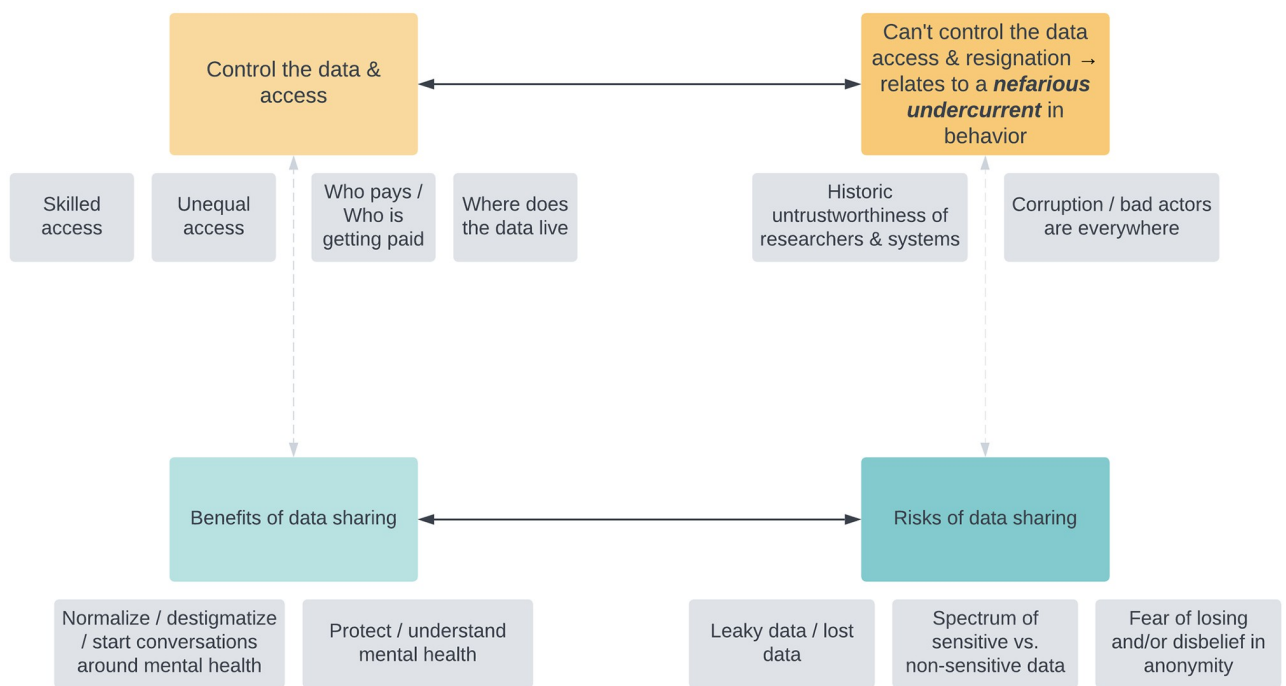 Control the data &
access
Can't control the data
access & resignation →
relates to a nefarious
undercurrent in
behavior
Skilled
access
Unequal
access
Who pays /
Who is
getting paid
Where does
the data live
Historic
untrustworthiness of
researchers & systems
Corruption / bad actors
are everywhere
Benefits of data sharing
Risks of data sharing
Normalize / destigmatize
/ start conversations
around mental health
Protect / understand
mental health
Leaky data / lost
data
Spectrum of
sensitive vs.
non-sensitive data
Fear of losing
and/or disbelief in
anonymity